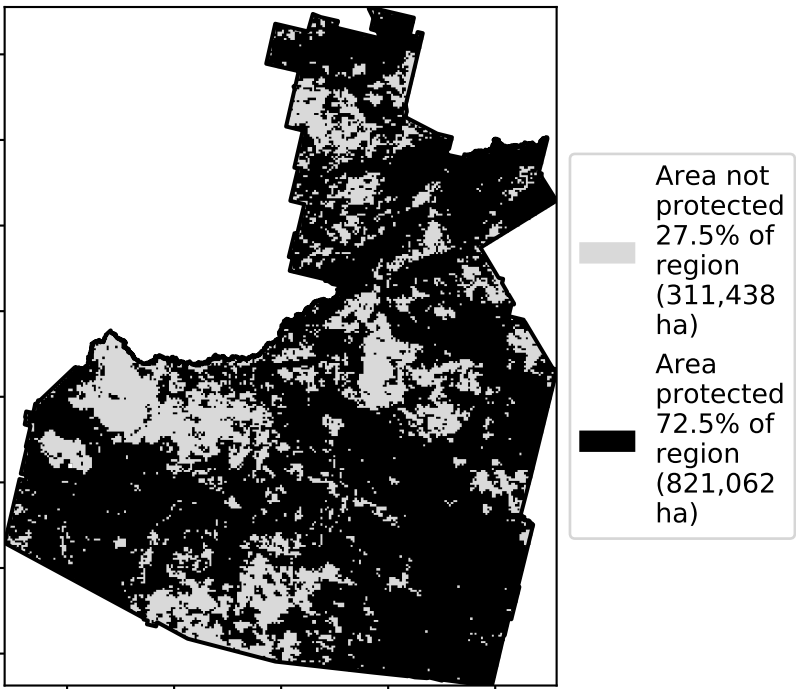 Area not
protected
27.5% of
region
(311,438
ha)
Area
protected
72.5% of
region
(821,062
ha)